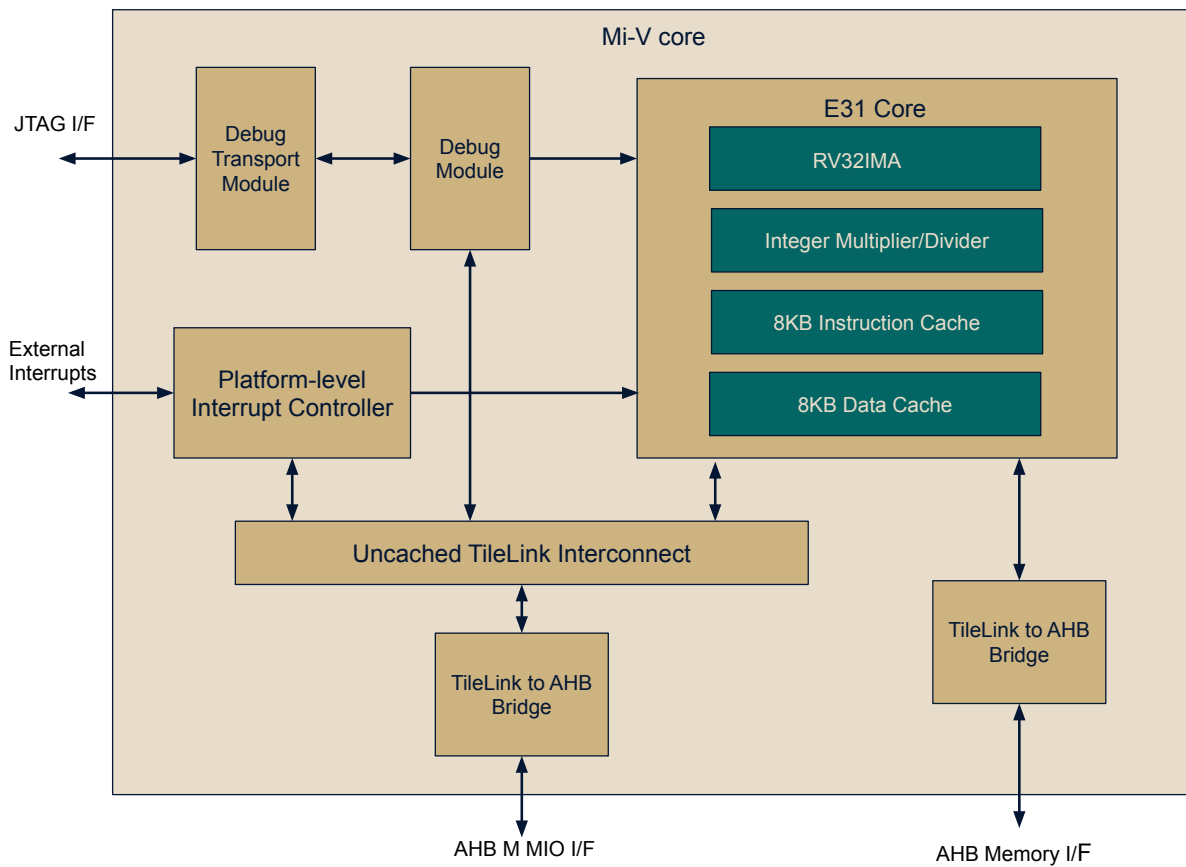 Mi-V core
JTAG I/F
Debug
Transport
Module
Debug
Module
E31 Core
RV32IMA
Integer Multiplier/Divider
8KB Instruction Cache
8KB Data Cache
External
Interrupts
Platform-level
Interrupt Controller
Uncached TileLink Interconnect
TileLink to AHB
Bridge
TileLink to AHB
Bridge
AHB M MIO I/F
AHB Memory I/F